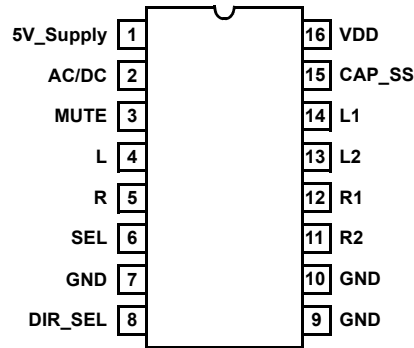 5V_Supply 1 16 VDD
AC/DC 2 15 CAP_SS
MUTE 3 14 L1
L 4 13 L2
R 5 12 R1
SEL 6 11 R2
GND 7 10 GND
DIR_SEL 8 9 GND